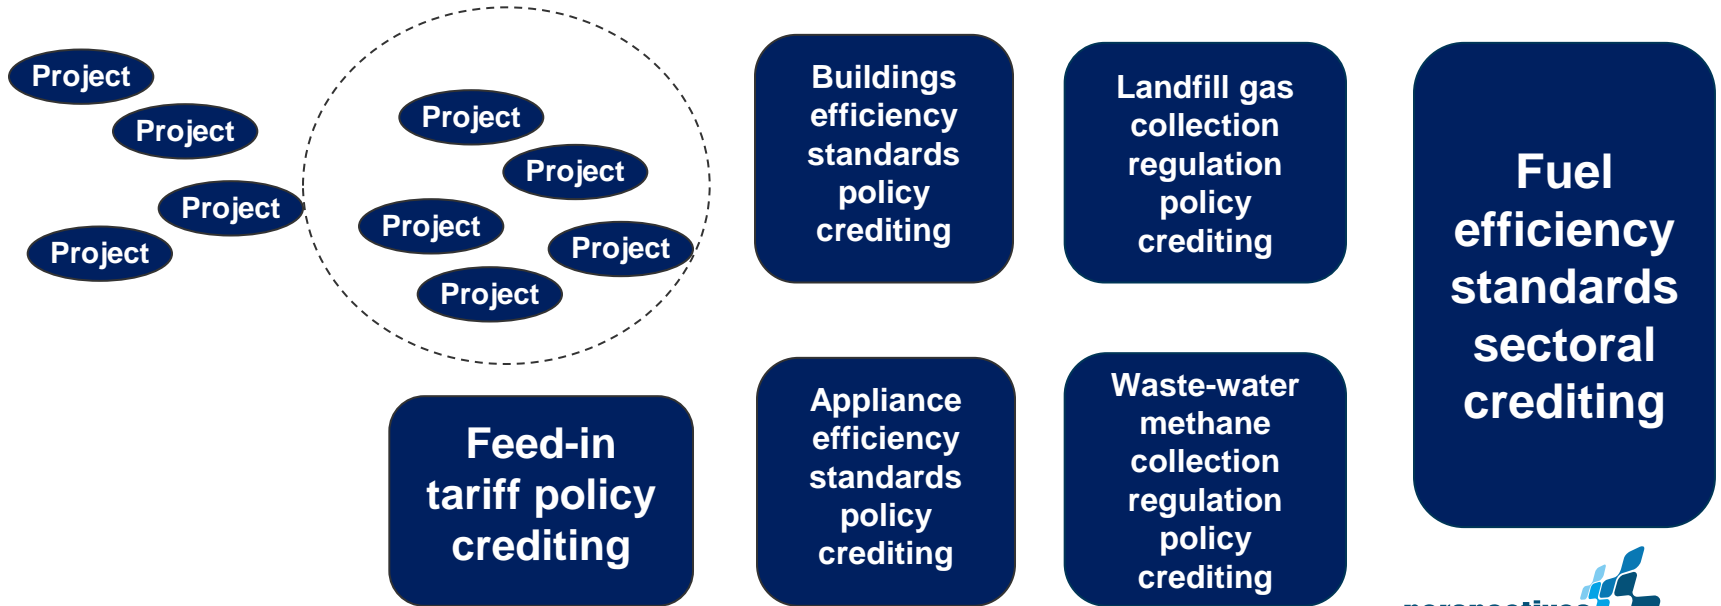 Project
Project
Project
Project
Project
Project
Project
Project
Project
Feed-in
tariff policy
crediting
Buildings
efficiency
standards
policy
crediting
Appliance
efficiency
standards
policy
crediting
Landfill gas
collection
regulation
policy
crediting
Waste-water
methane
collection
regulation
policy
crediting
Fuel
efficiency
standards
sectoral
crediting